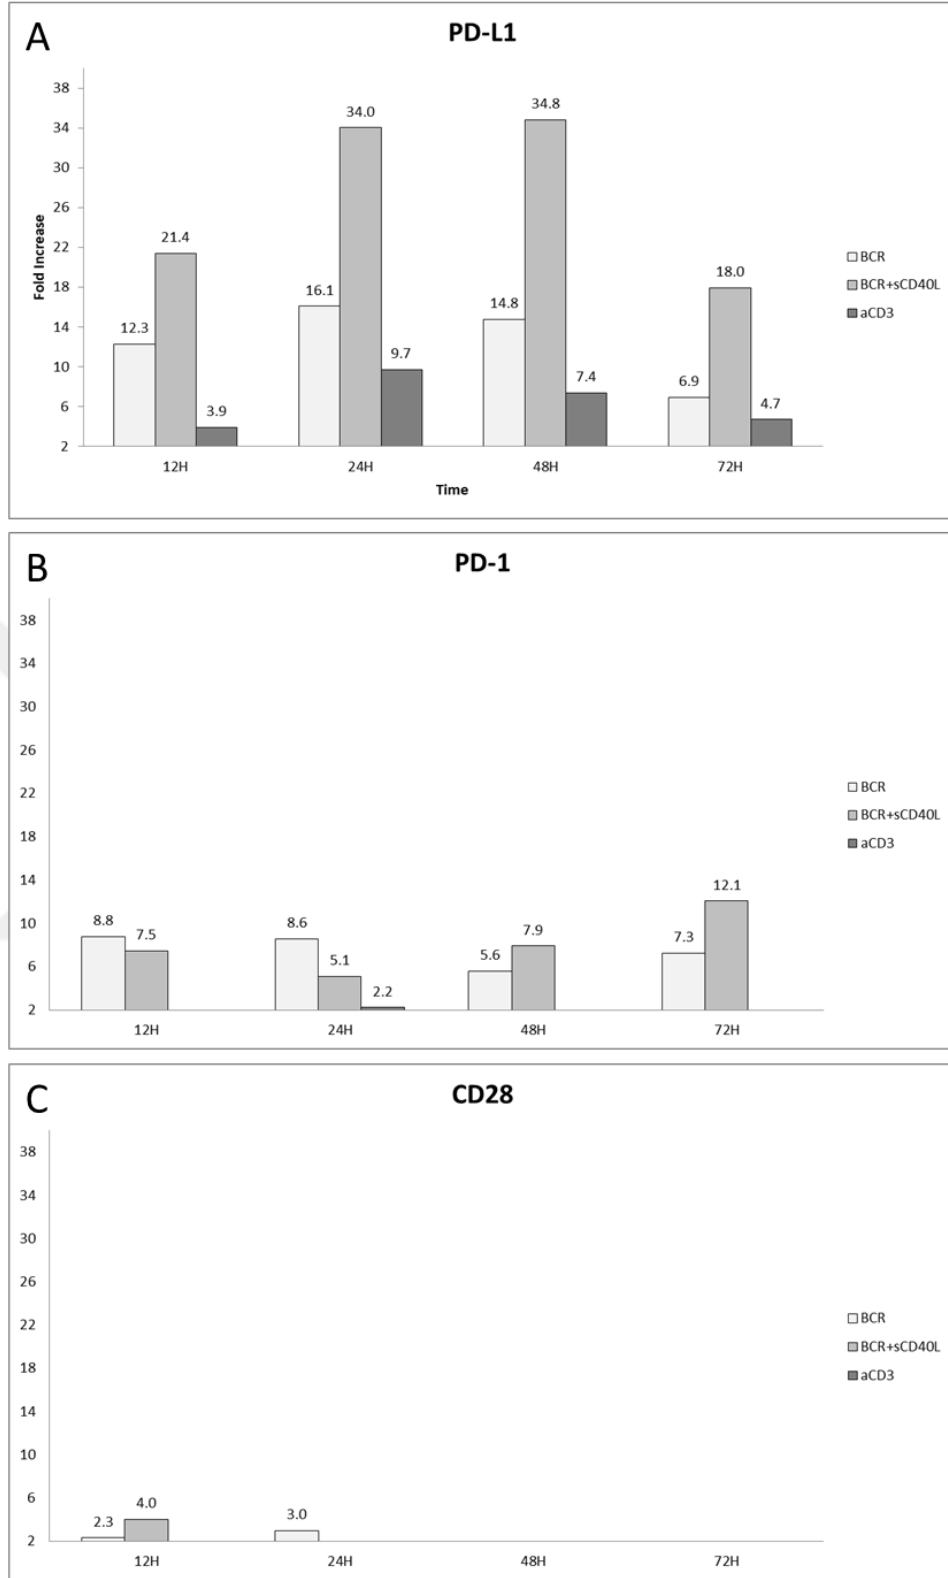 A
PD-L1
38
34.0
34.8
34
30
26
21.4
22
18.0
18
16.1
14.8
14
12.3
9.7
10
7.4
6.9
6
4.7
3.9
2
12H 24H 48H 72H
Fold Increase
Time
BCR
BCR+sCD40L
aCD3
B
PD-1
38
34
30
26
22
18
14
12.1
10
8.8
8.6
7.9
7.5
7.3
6
5.6
5.1
2.2
2
12H 24H 48H 72H
BCR
BCR+sCD40L
aCD3
C
CD28
38
34
30
26
22
18
14
10
6
4.0
3.0
2.3
2
12H 24H 48H 72H
BCR
BCR+sCD40L
aCD3